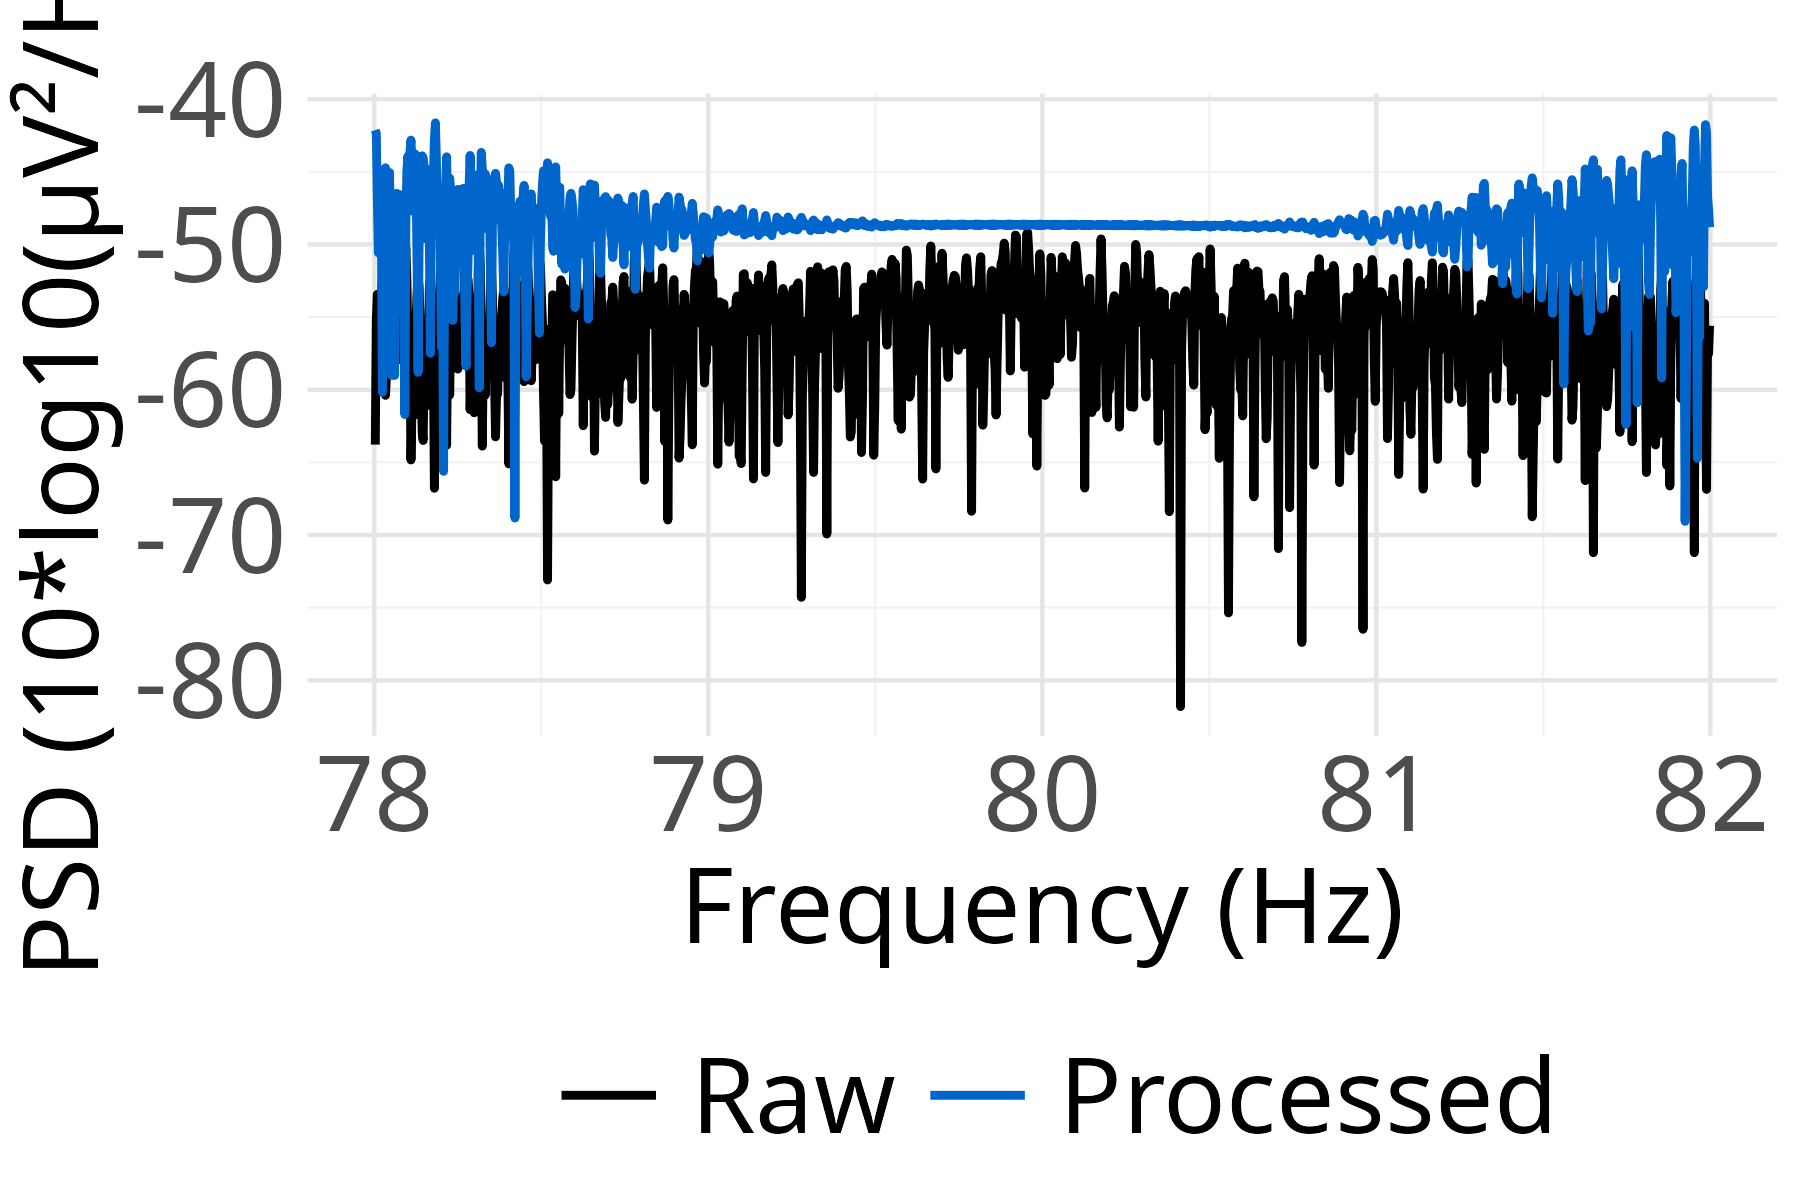 PSD (10*log10(μV²/H
-40
-50
-60
-70
-80
78 79 80 81 82
Frequency (Hz)
Raw Processed